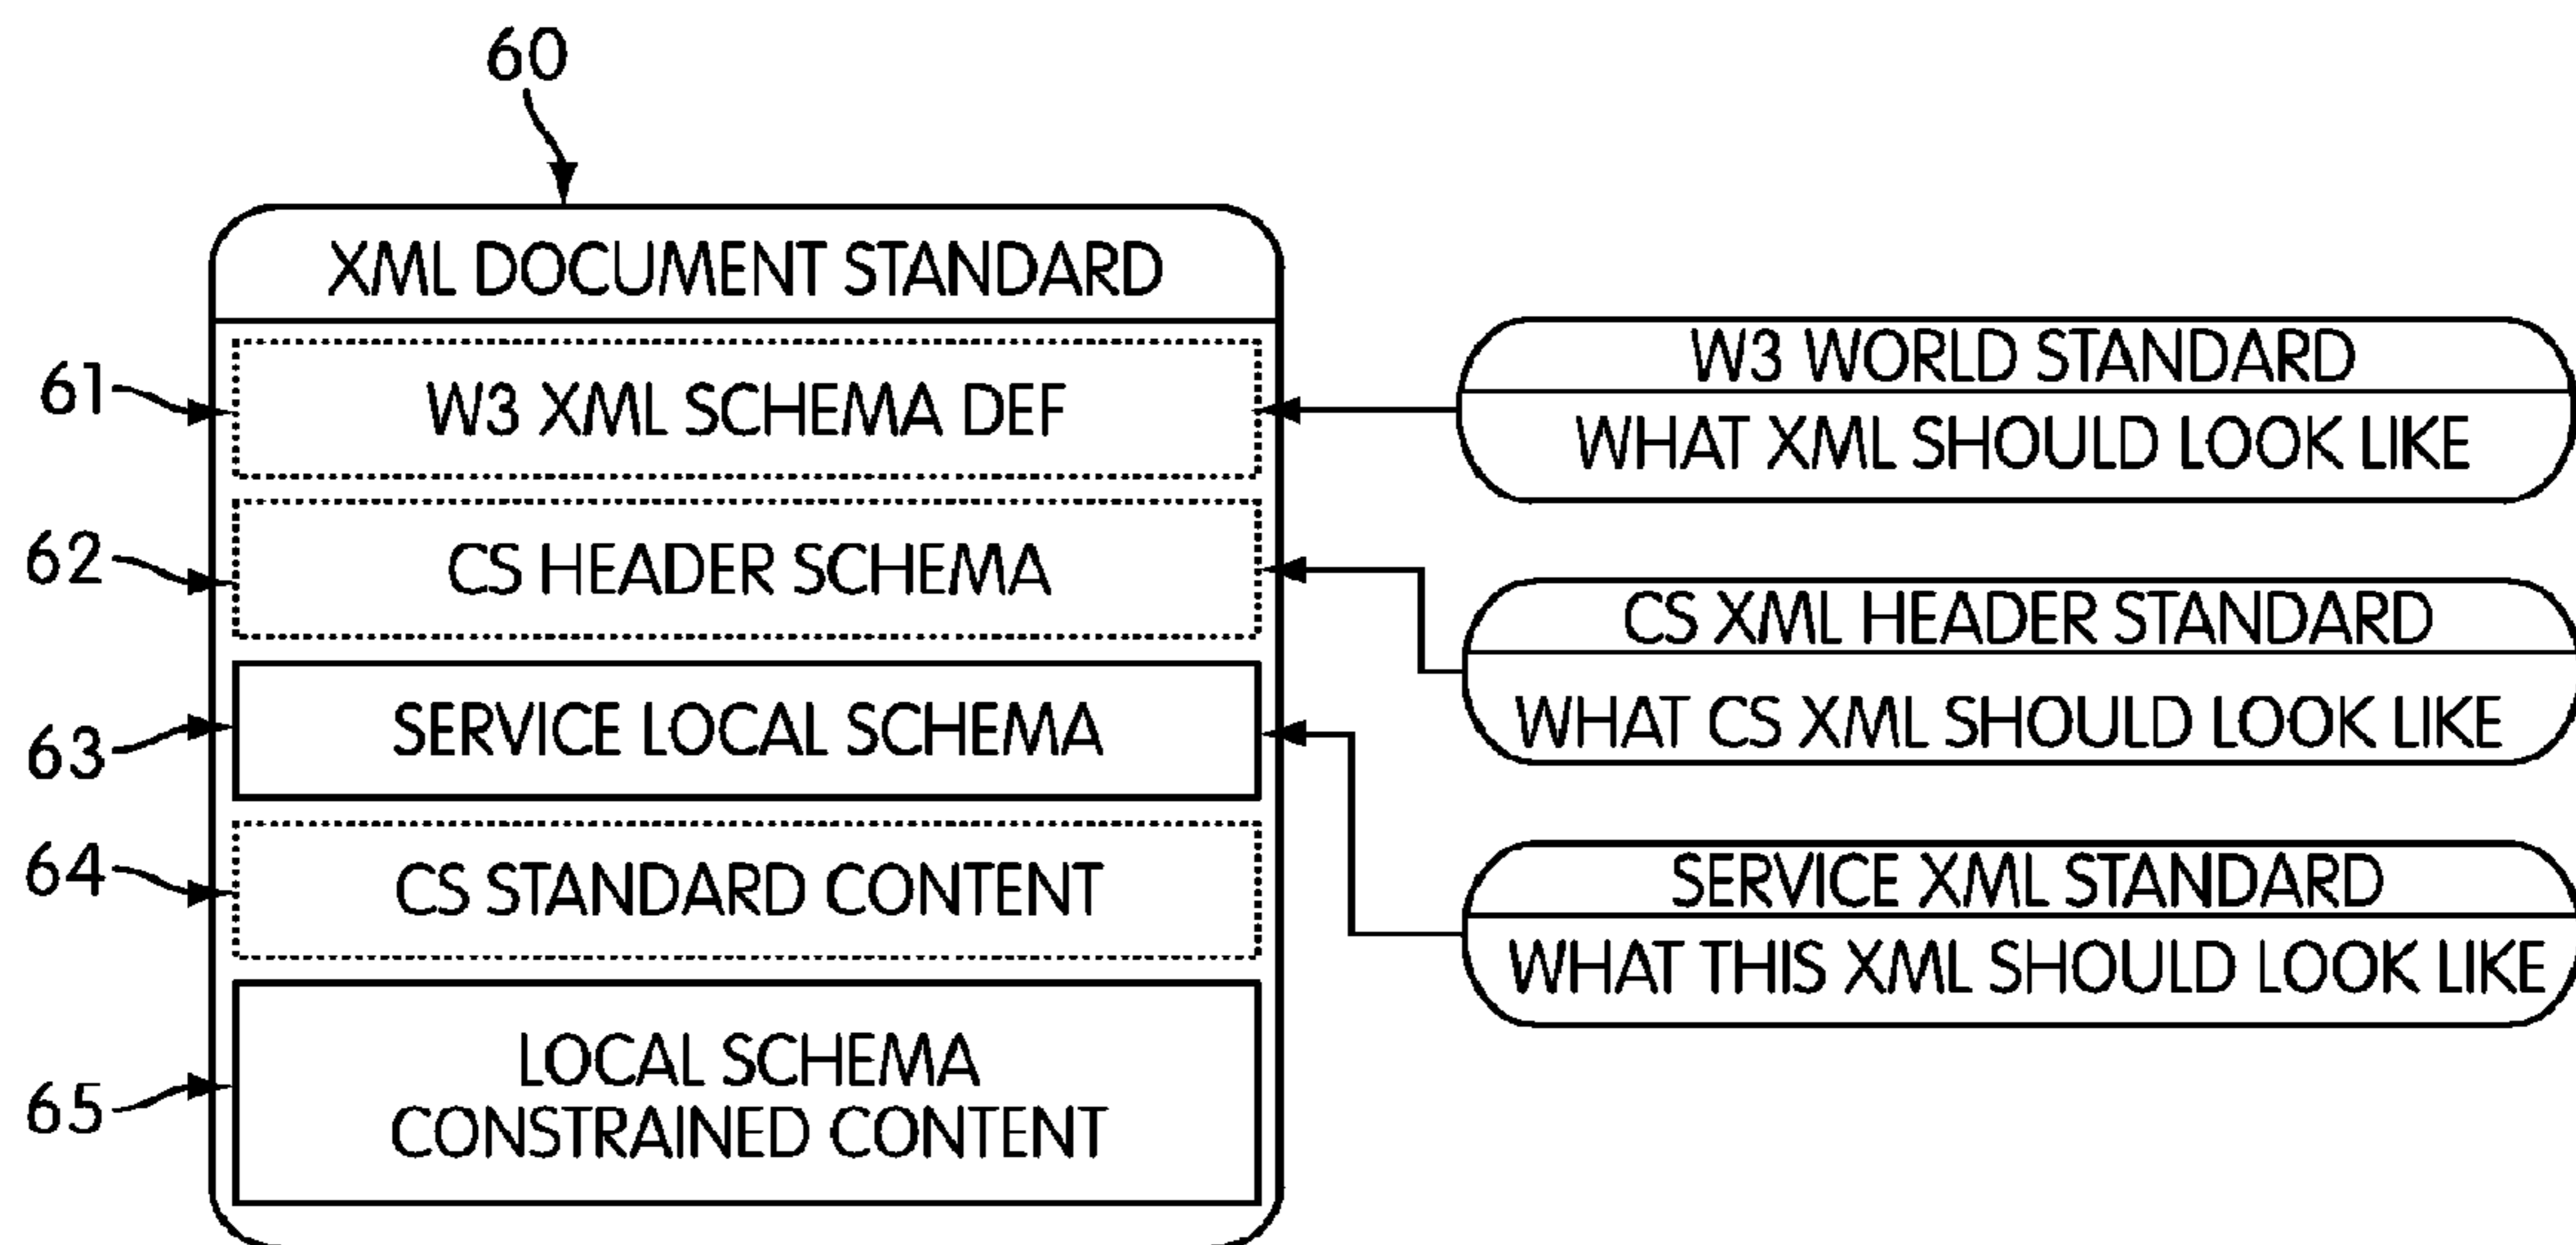 60
XML DOCUMENT STANDARD
61
W3 XML SCHEMA DEF
W3 WORLD STANDARD
WHAT XML SHOULD LOOK LIKE
62
CS HEADER SCHEMA
CS XML HEADER STANDARD
WHAT CS XML SHOULD LOOK LIKE
63
SERVICE LOCAL SCHEMA
64
CS STANDARD CONTENT
SERVICE XML STANDARD
WHAT THIS XML SHOULD LOOK LIKE
65
LOCAL SCHEMA
CONSTRAINED CONTENT